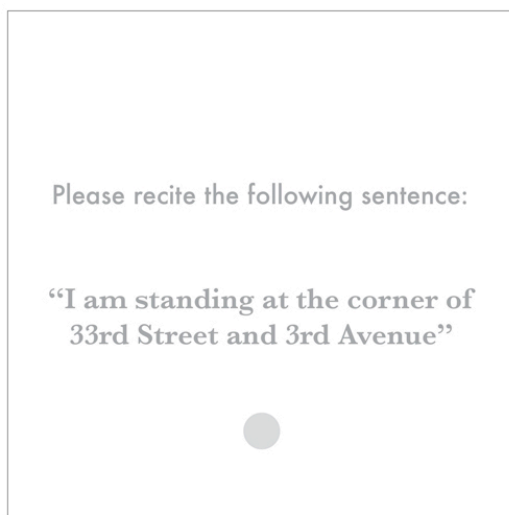 Please recite the following sentence:
“I am standing at the corner of
33rd Street and 3rd Avenue”